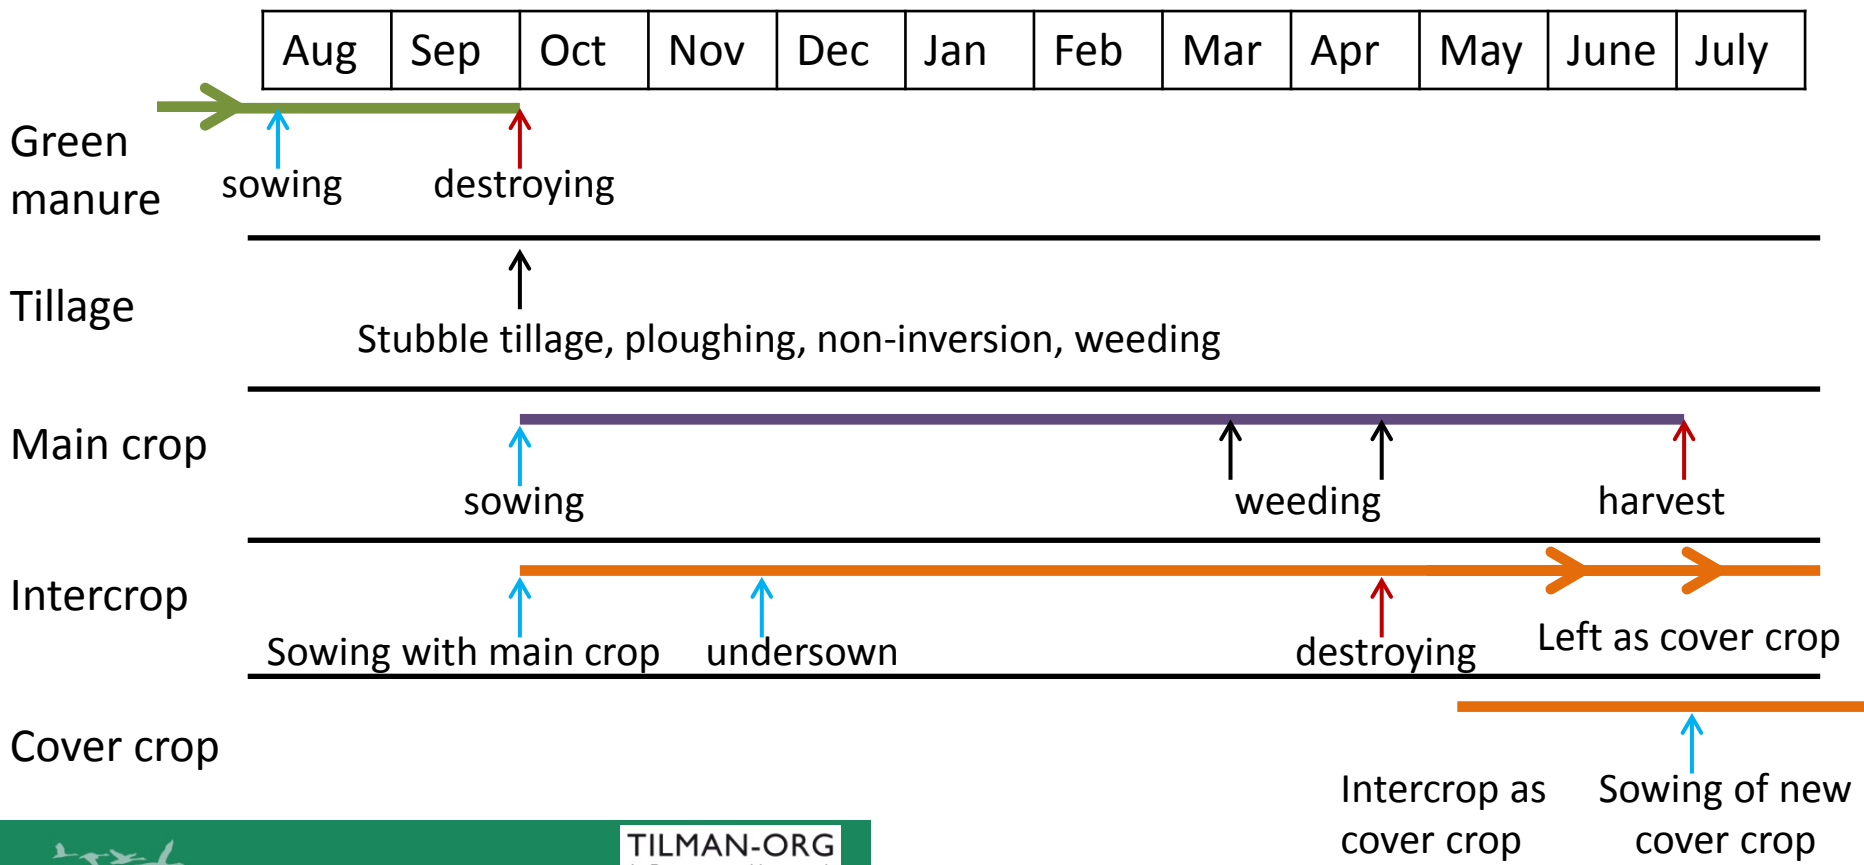 Aug Sep Oct Nov Dec Jan Feb Mar Apr May June July
Green
manure
sowing destroying
Tillage
Stubble tillage, ploughing, non-inversion, weeding
Main crop
sowing weeding harvest
Intercrop
Sowing with main crop undersown destroying Left as cover crop
Cover crop
Intercrop as
cover crop
Sowing of new
cover crop
TILMAN-ORG